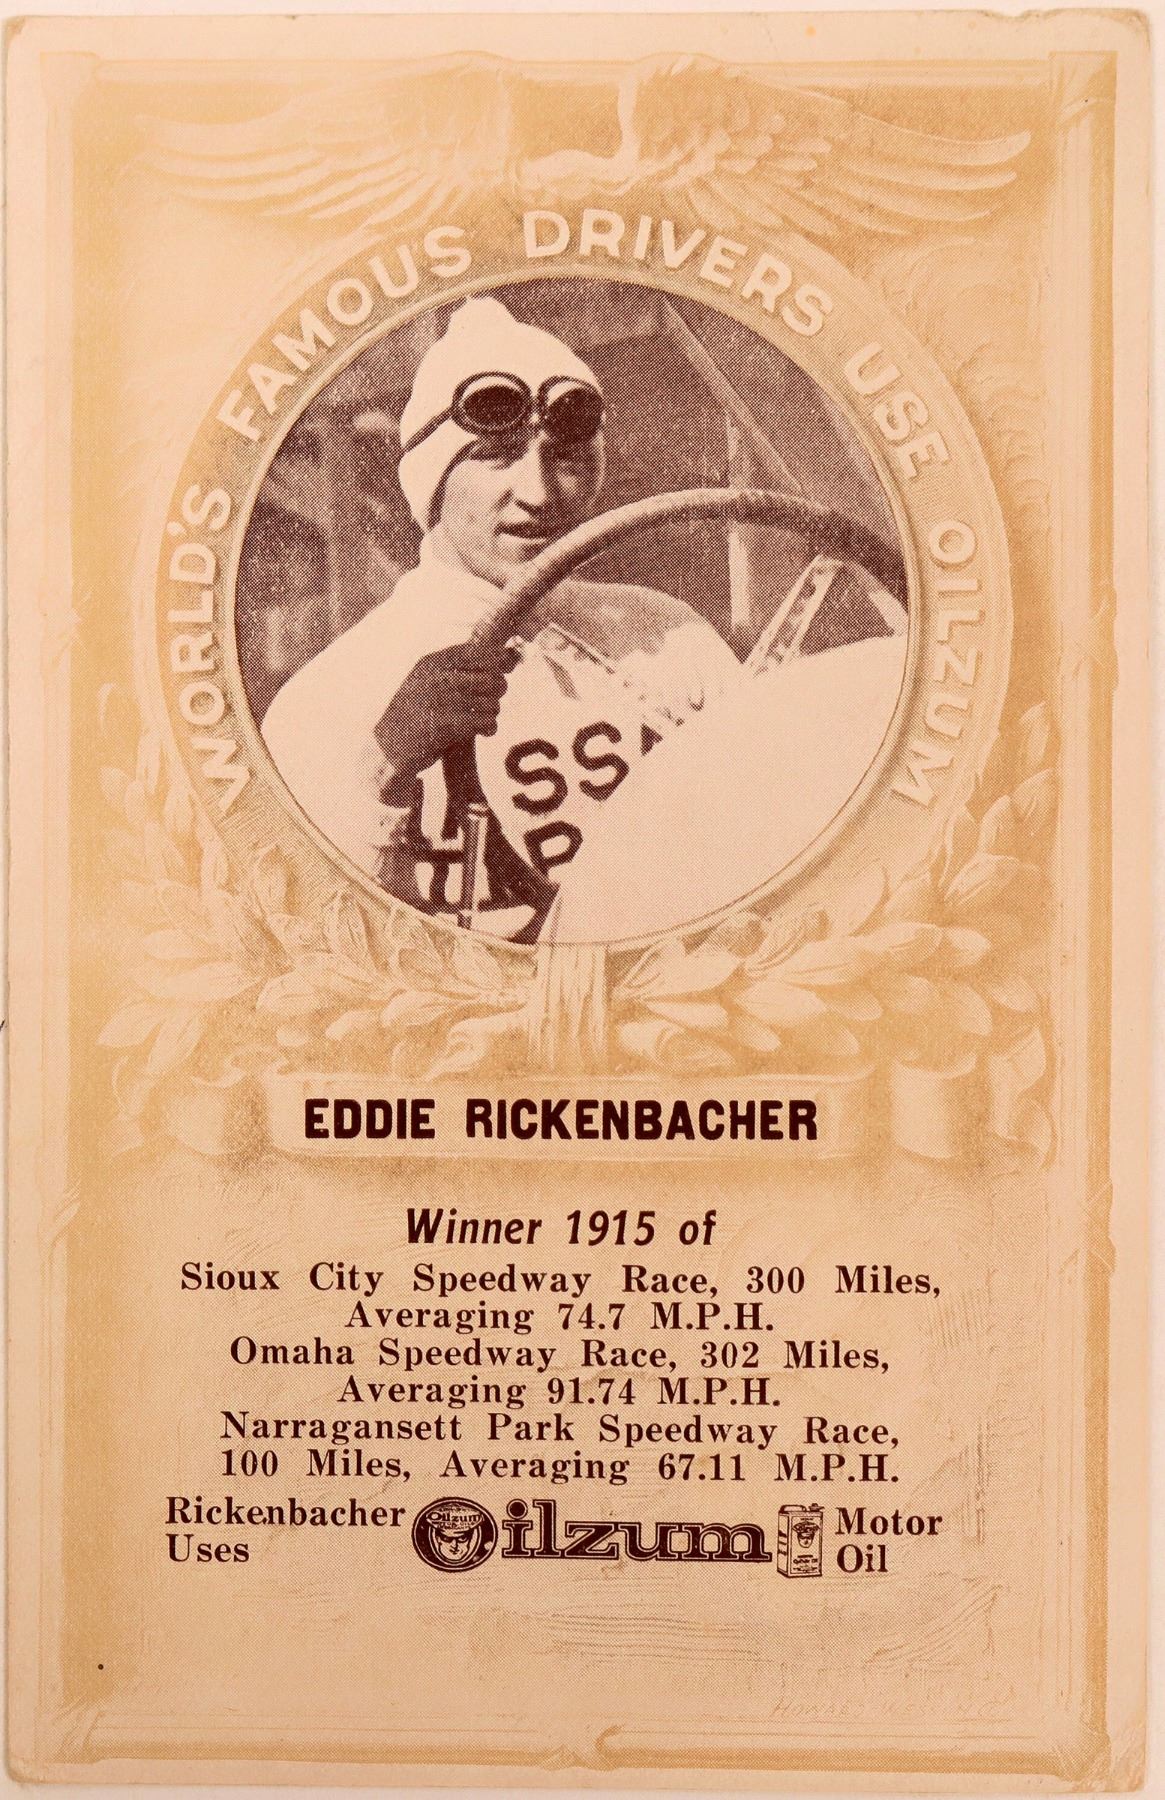 WORLD'S FAMOUS DRIVERS USE OILZUM
SS
P
EDDIE RICKENBACHER
Winner 1915 of
Sioux City Speedway Race, 300 Miles,
Averaging 74.7 M.P.H.
Omaha Speedway Race, 302 Miles,
Averaging 91.74 M.P.H.
Narragansett Park Speedway Race,
100 Miles, Averaging 67.11 M.P.H.
Rickenbacher Uses
Oilzum
Oilzum
Motor Oil